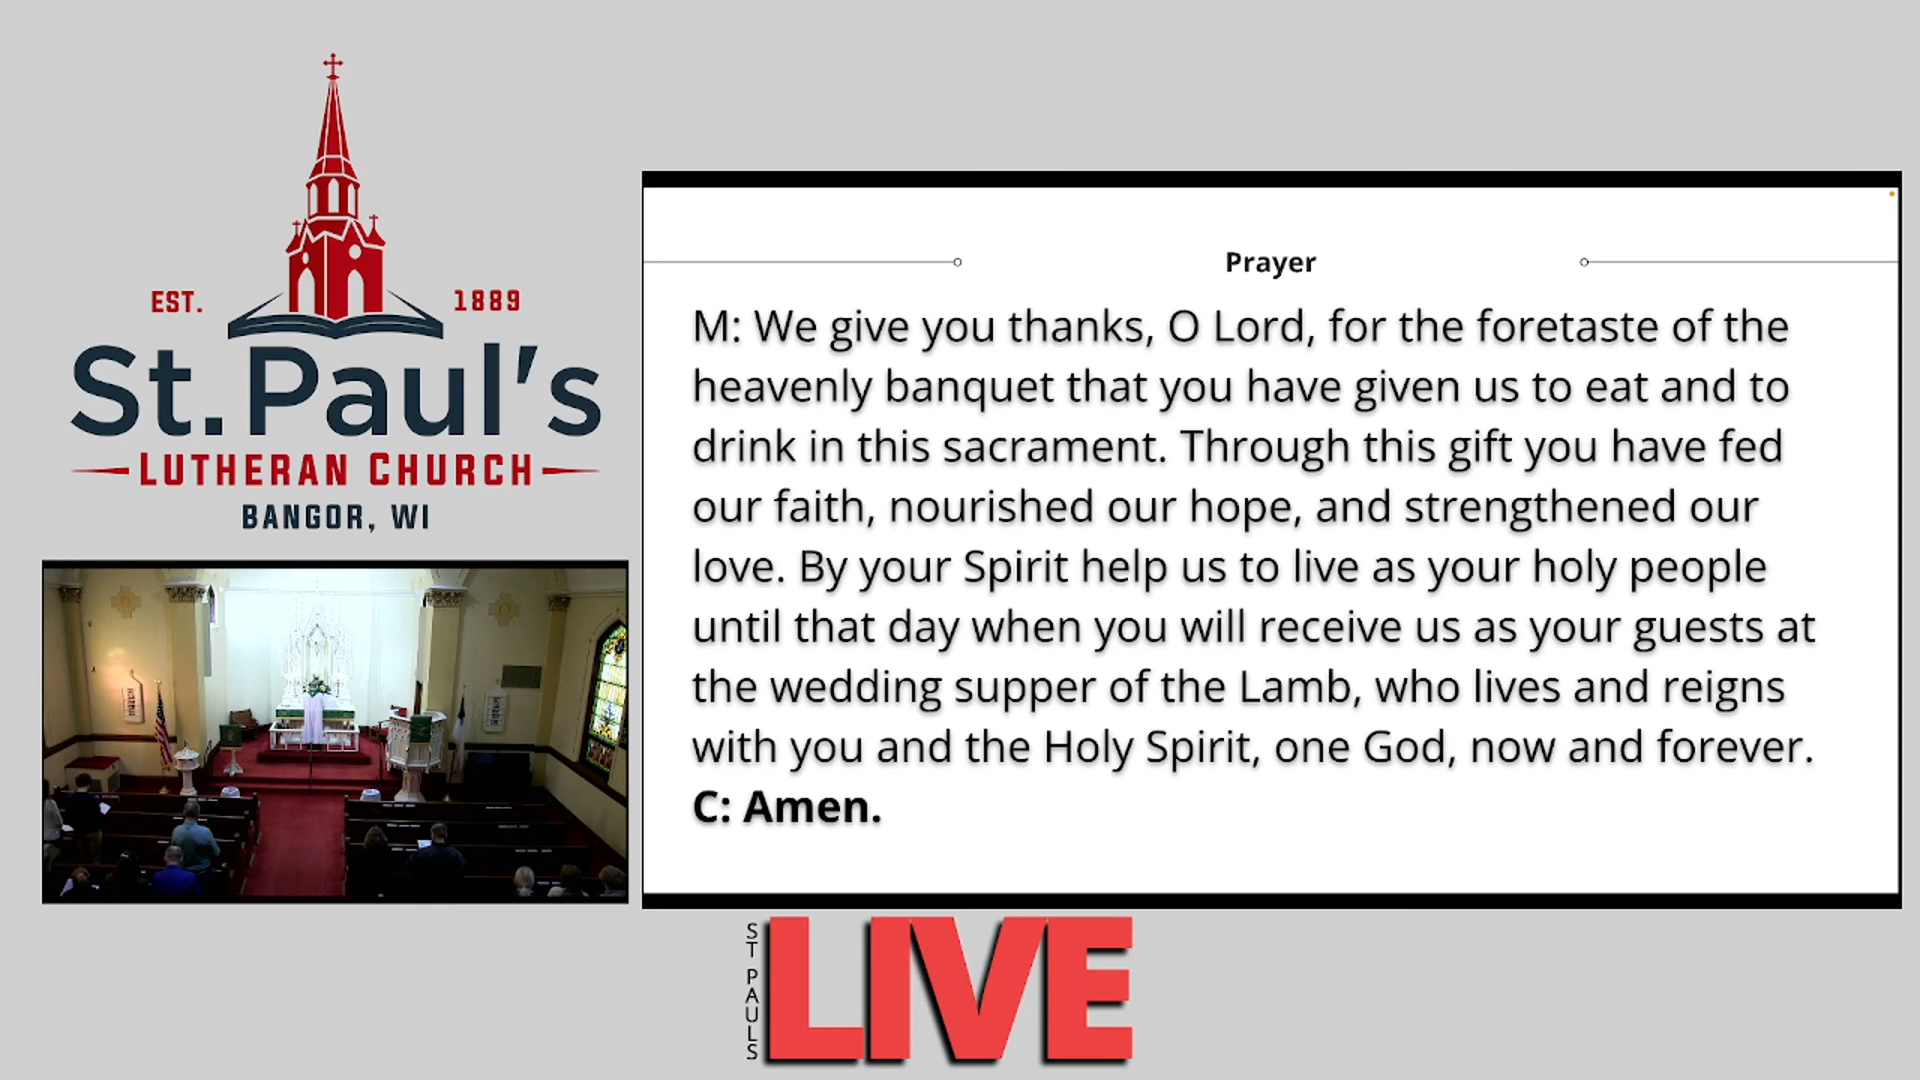 EST. 1889
St. Paul's
LUTHERAN CHURCH
BANGOR, WI
Prayer
M: We give you thanks, O Lord, for the foretaste of the
heavenly banquet that you have given us to eat and to
drink in this sacrament. Through this gift you have fed
our faith, nourished our hope, and strengthened our
love. By your Spirit help us to live as your holy people
until that day when you will receive us as your guests at
the wedding supper of the Lamb, who lives and reigns
with you and the Holy Spirit, one God, now and forever.
C: Amen.
ST PAULS
LIVE